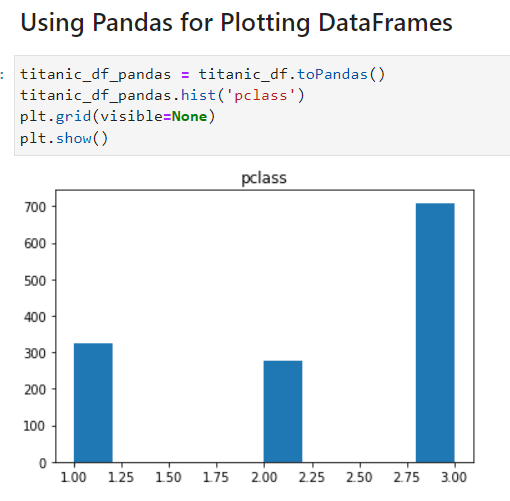 Using Pandas for Plotting DataFrames
: titanic_df_pandas = titanic_df.toPandas()
titanic_df_pandas.hist('pclass')
plt.grid(visible=None)
plt.show()
pclass
700
600
500
400
300
200
100
0
1.00 1.25 1.50 1.75 2.00 2.25 2.50 2.75 3.00